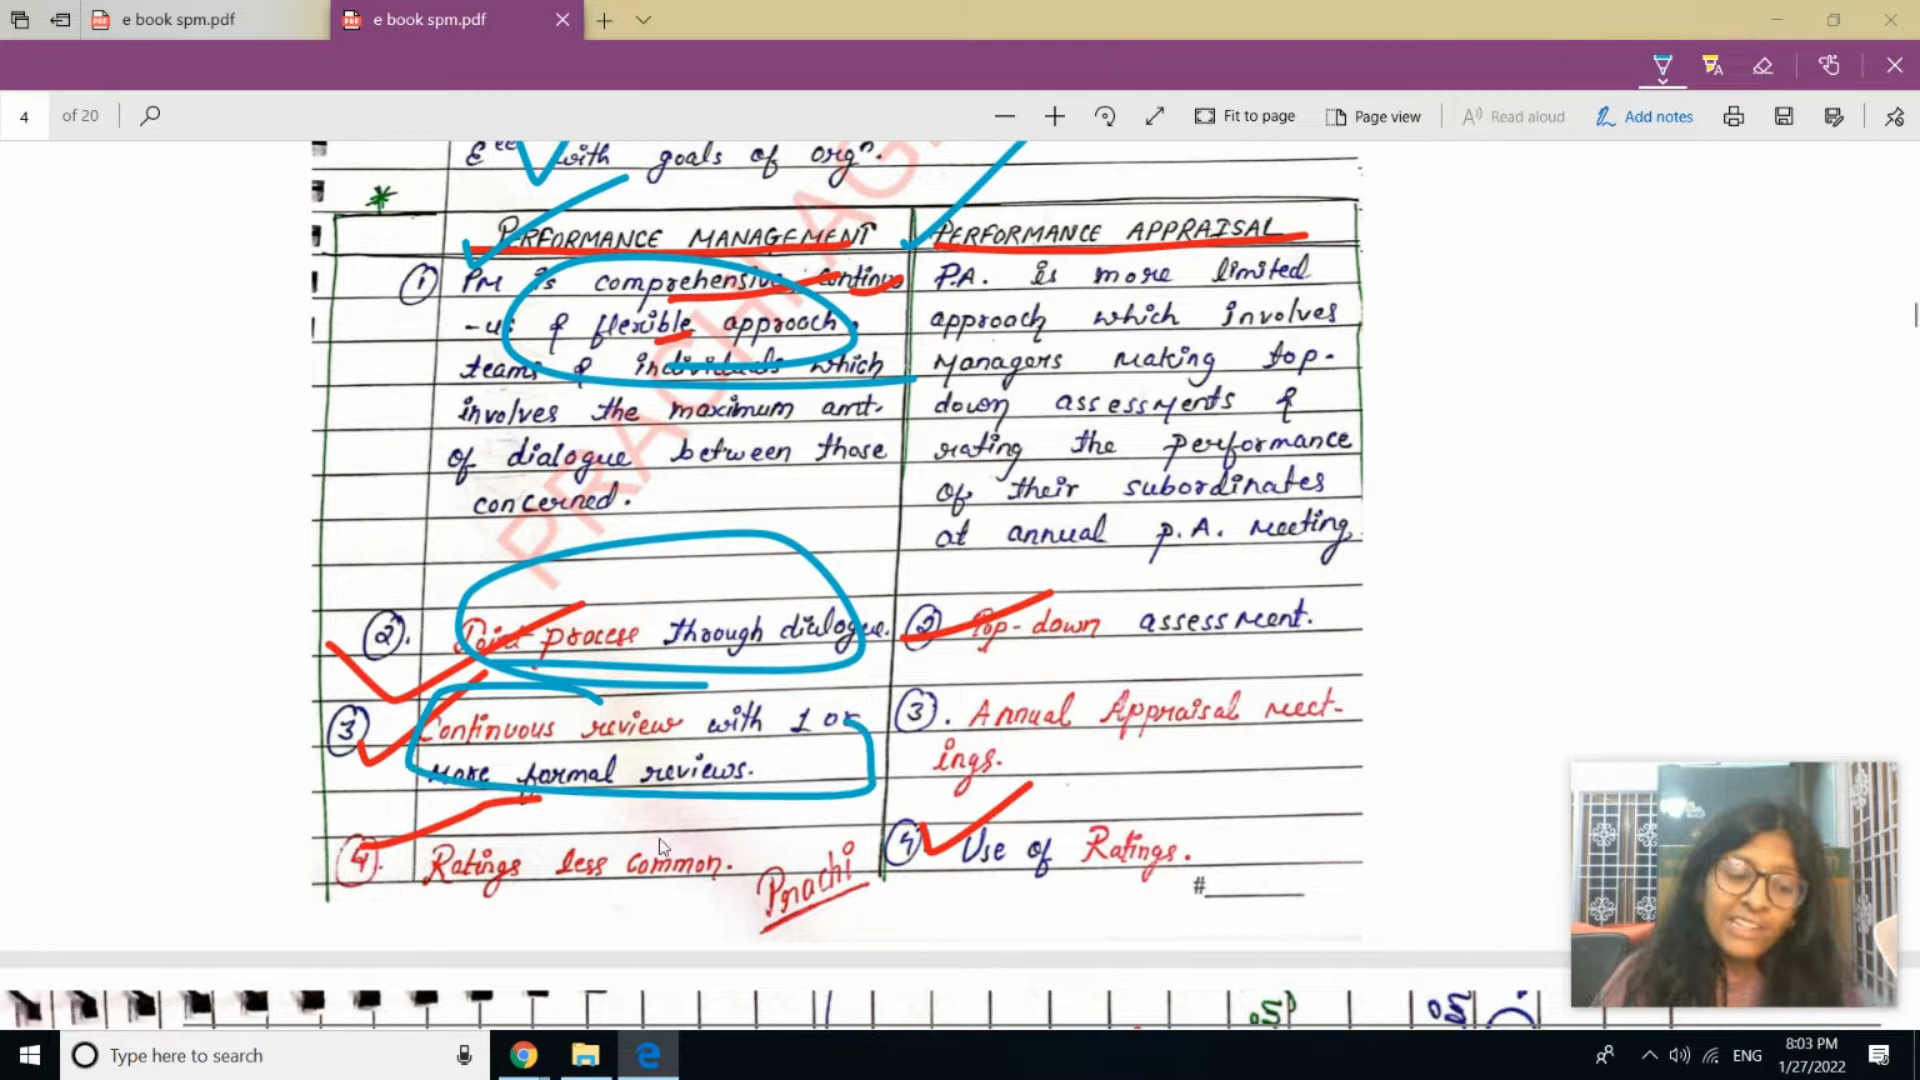 e book spm.pdf
e book spm.pdf
4 of 20
Fit to page
Page view
Read aloud
Add notes
Eee with goals of orgn.
PERFORMANCE MANAGEMENT
PERFORMANCE APPRAISAL
① PM is comprehensive continuo
-us & flexible approach
teams & individuals which
involves the maximum amt.
of dialogue between those
concerned.
P.A. is more limited
approach which involves
Managers making top-
down assessments &
rating the performance
of their subordinates
at annual P.A. Meeting.
②. Joint process through dialogue.
② Top-down assessment.
③ Continuous review with 1 or
More formal reviews.
③. Annual Appraisal meet-
ings.
④. Ratings less common.
④ Use of Ratings.
Prachi
#
PRACHI AG
Type here to search
ENG
8:03 PM
1/27/2022